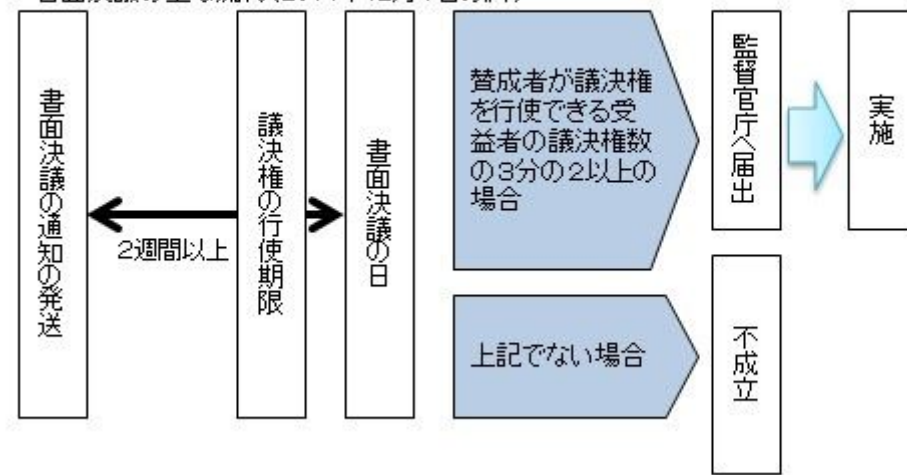 書面決議の通知の発送
2週間以上
議決権の行使期限
書面決議の日
賛成者が議決権
を行使できる受
益者の議決権数
の3分の2以上の
場合
監督官庁へ届出
実施
上記でない場合
不成立